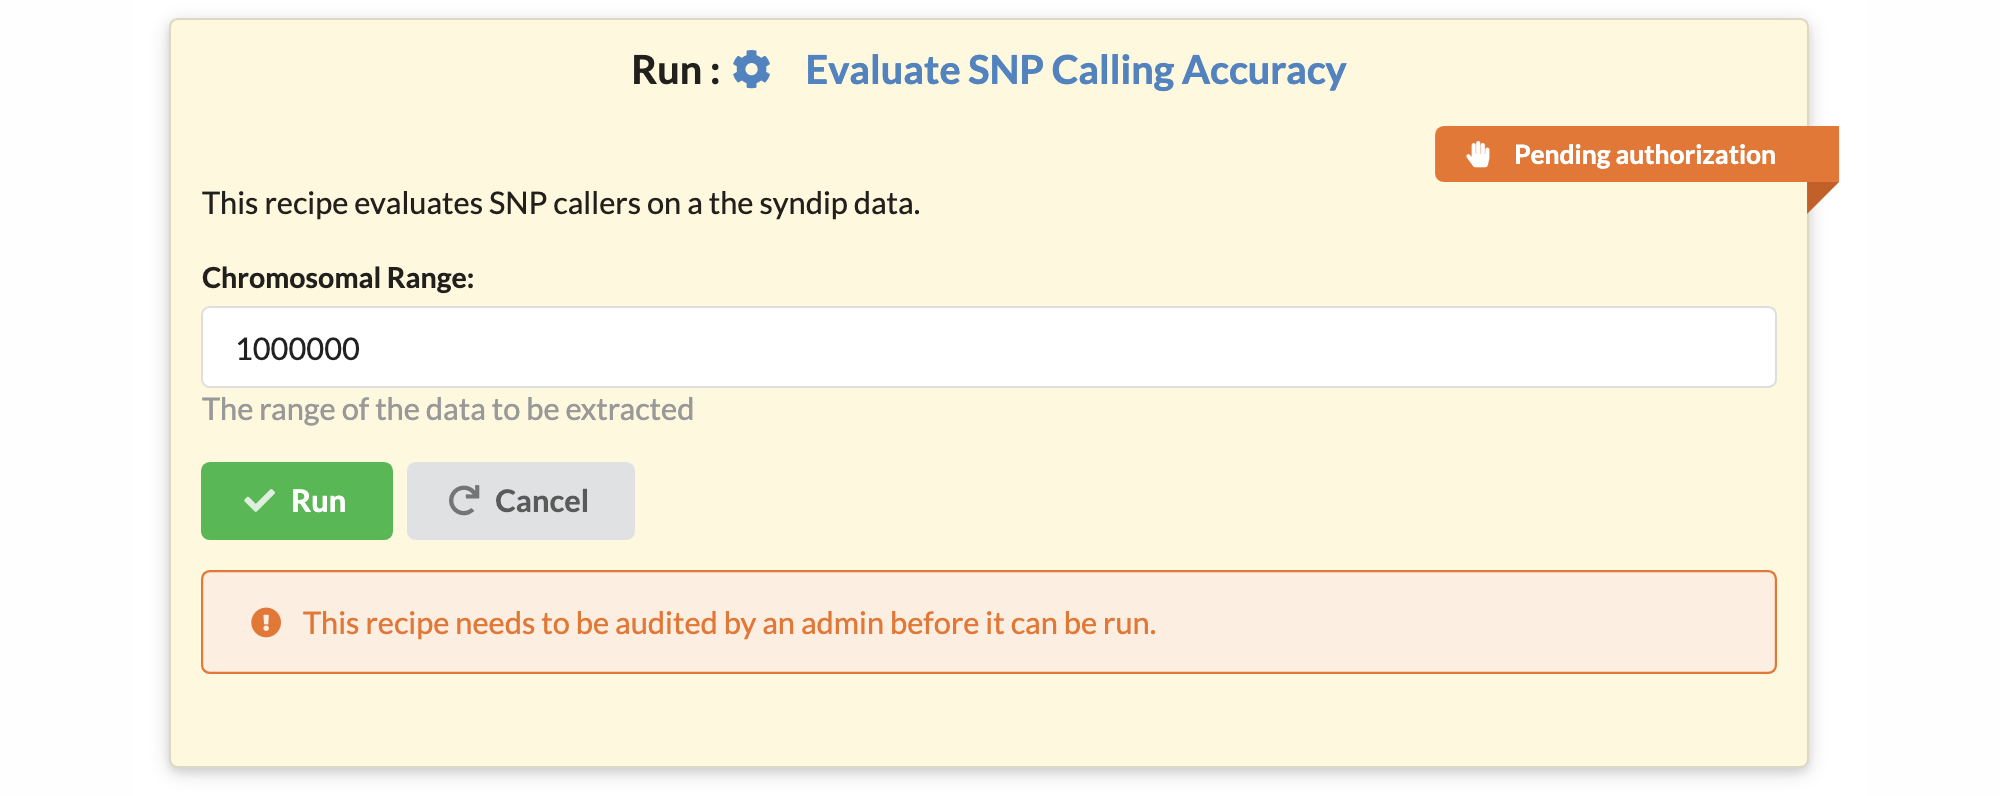 Run : Evaluate SNP Calling Accuracy
Pending authorization
This recipe evaluates SNP callers on a the syndip data.
Chromosomal Range:
1000000
The range of the data to be extracted
Run Cancel
This recipe needs to be audited by an admin before it can be run.